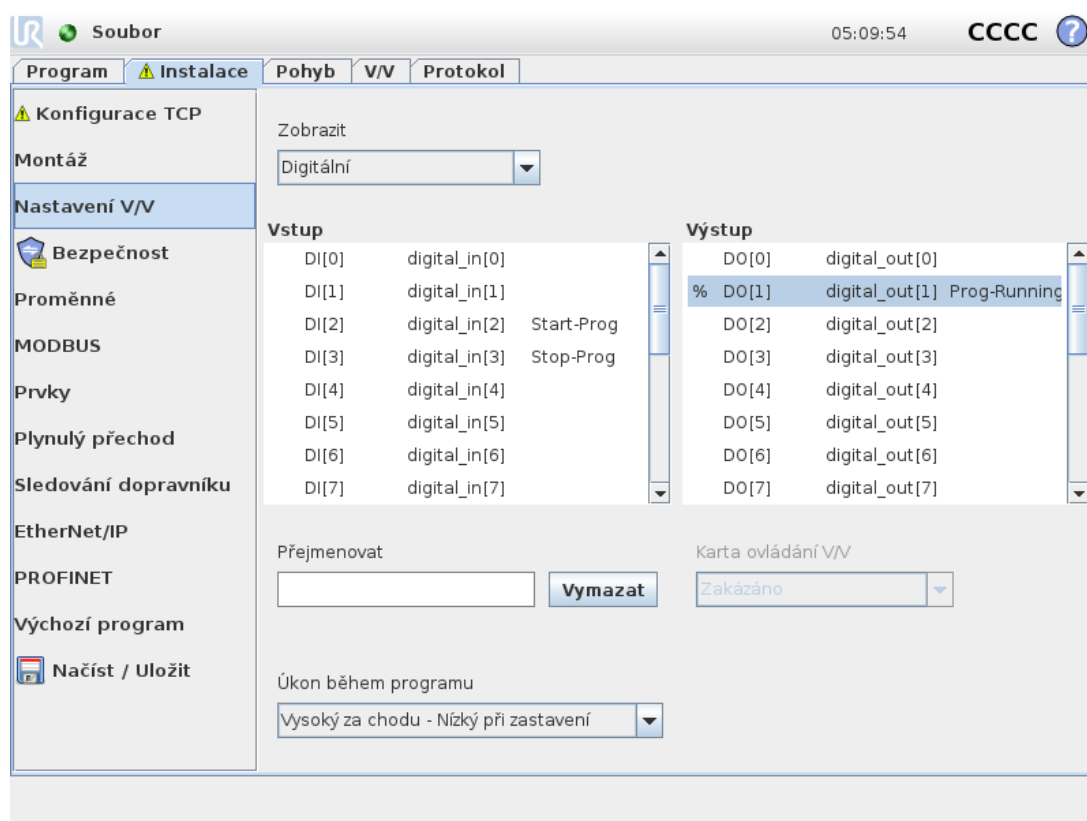 UR Soubor 05:09:54 CCCC ?
Program Instalace Pohyb V/V Protokol
Konfigurace TCP
Montáž
Nastavení V/V
Bezpečnost
Proměnné
MODBUS
Prvky
Plynulý přechod
Sledování dopravníku
EtherNet/IP
PROFINET
Výchozí program
Načíst / Uložit
Zobrazit
Digitální
Vstup
DI[0] digital_in[0]
DI[1] digital_in[1]
DI[2] digital_in[2] Start-Prog
DI[3] digital_in[3] Stop-Prog
DI[4] digital_in[4]
DI[5] digital_in[5]
DI[6] digital_in[6]
DI[7] digital_in[7]
Výstup
DO[0] digital_out[0]
% DO[1] digital_out[1] Prog-Running
DO[2] digital_out[2]
DO[3] digital_out[3]
DO[4] digital_out[4]
DO[5] digital_out[5]
DO[6] digital_out[6]
DO[7] digital_out[7]
Přejmenovat
Vymazat
Karta ovládání V/V
Zakázáno
Úkon během programu
Vysoký za chodu - Nízký při zastavení